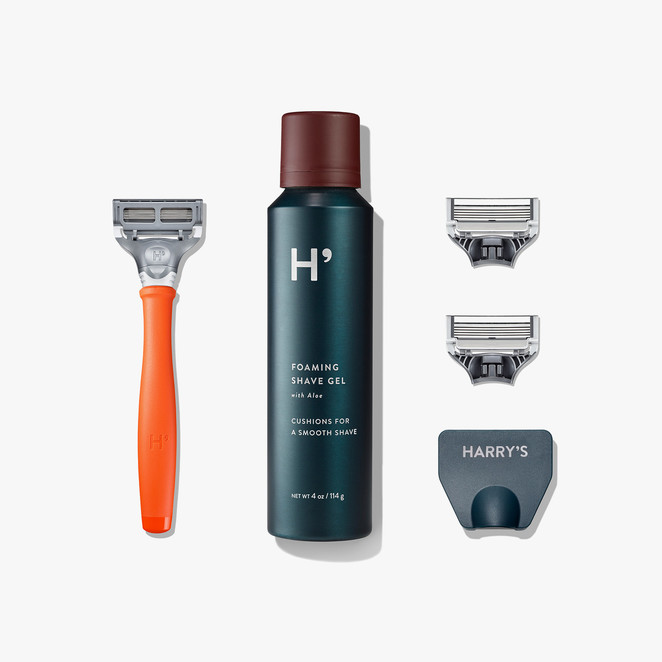 H'
H'
H’
FOAMING
SHAVE GEL
with Aloe
CUSHIONS FOR
A SMOOTH SHAVE
NET WT 4 oz / 114 g
HARRY'S